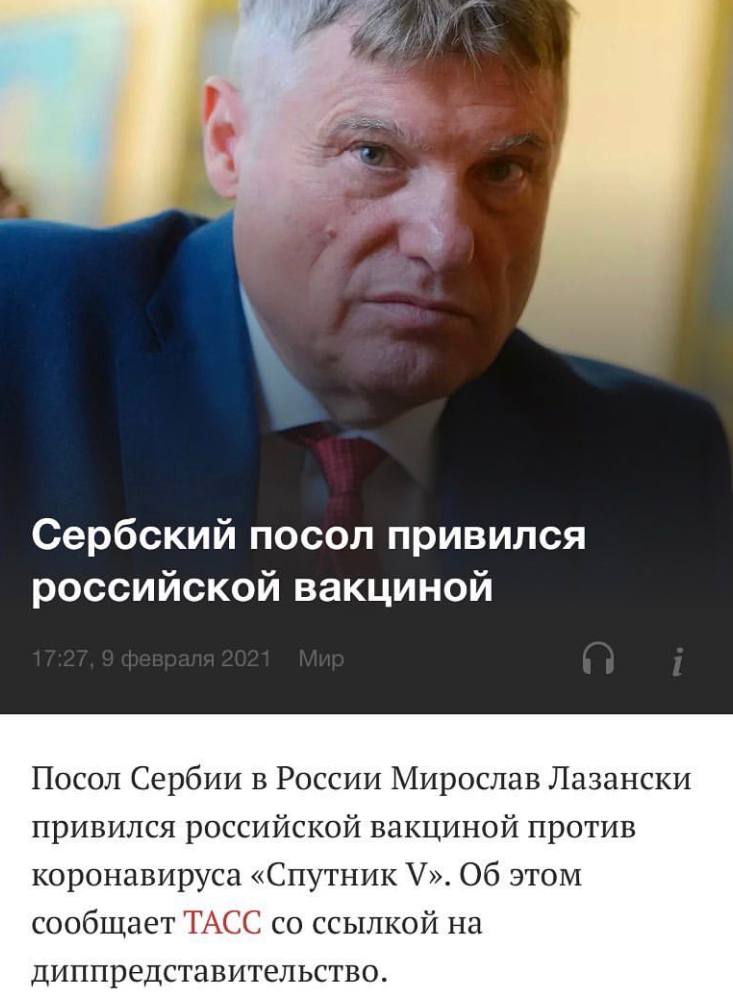 Сербский посол привился
российской вакциной
17:27, 9 февраля 2021 Мир
Посол Сербии в России Мирослав Лазански
привился российской вакциной против
коронавируса «Спутник V». Об этом
сообщает ТАСС со ссылкой на
диппредставительство.